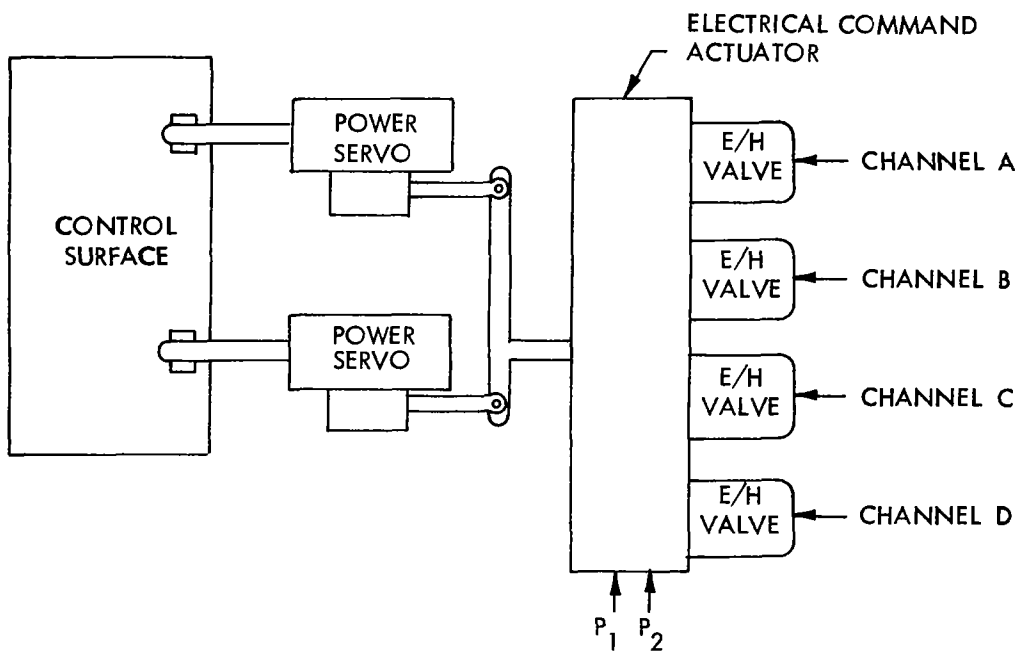 ELECTRICAL COMMAND
ACTUATOR
POWER
SERVO
E/H
VALVE
CHANNEL A
CONTROL
SURFACE
E/H
VALVE
CHANNEL B
POWER
SERVO
E/H
VALVE
CHANNEL C
E/H
VALVE
CHANNEL D
P1 P2